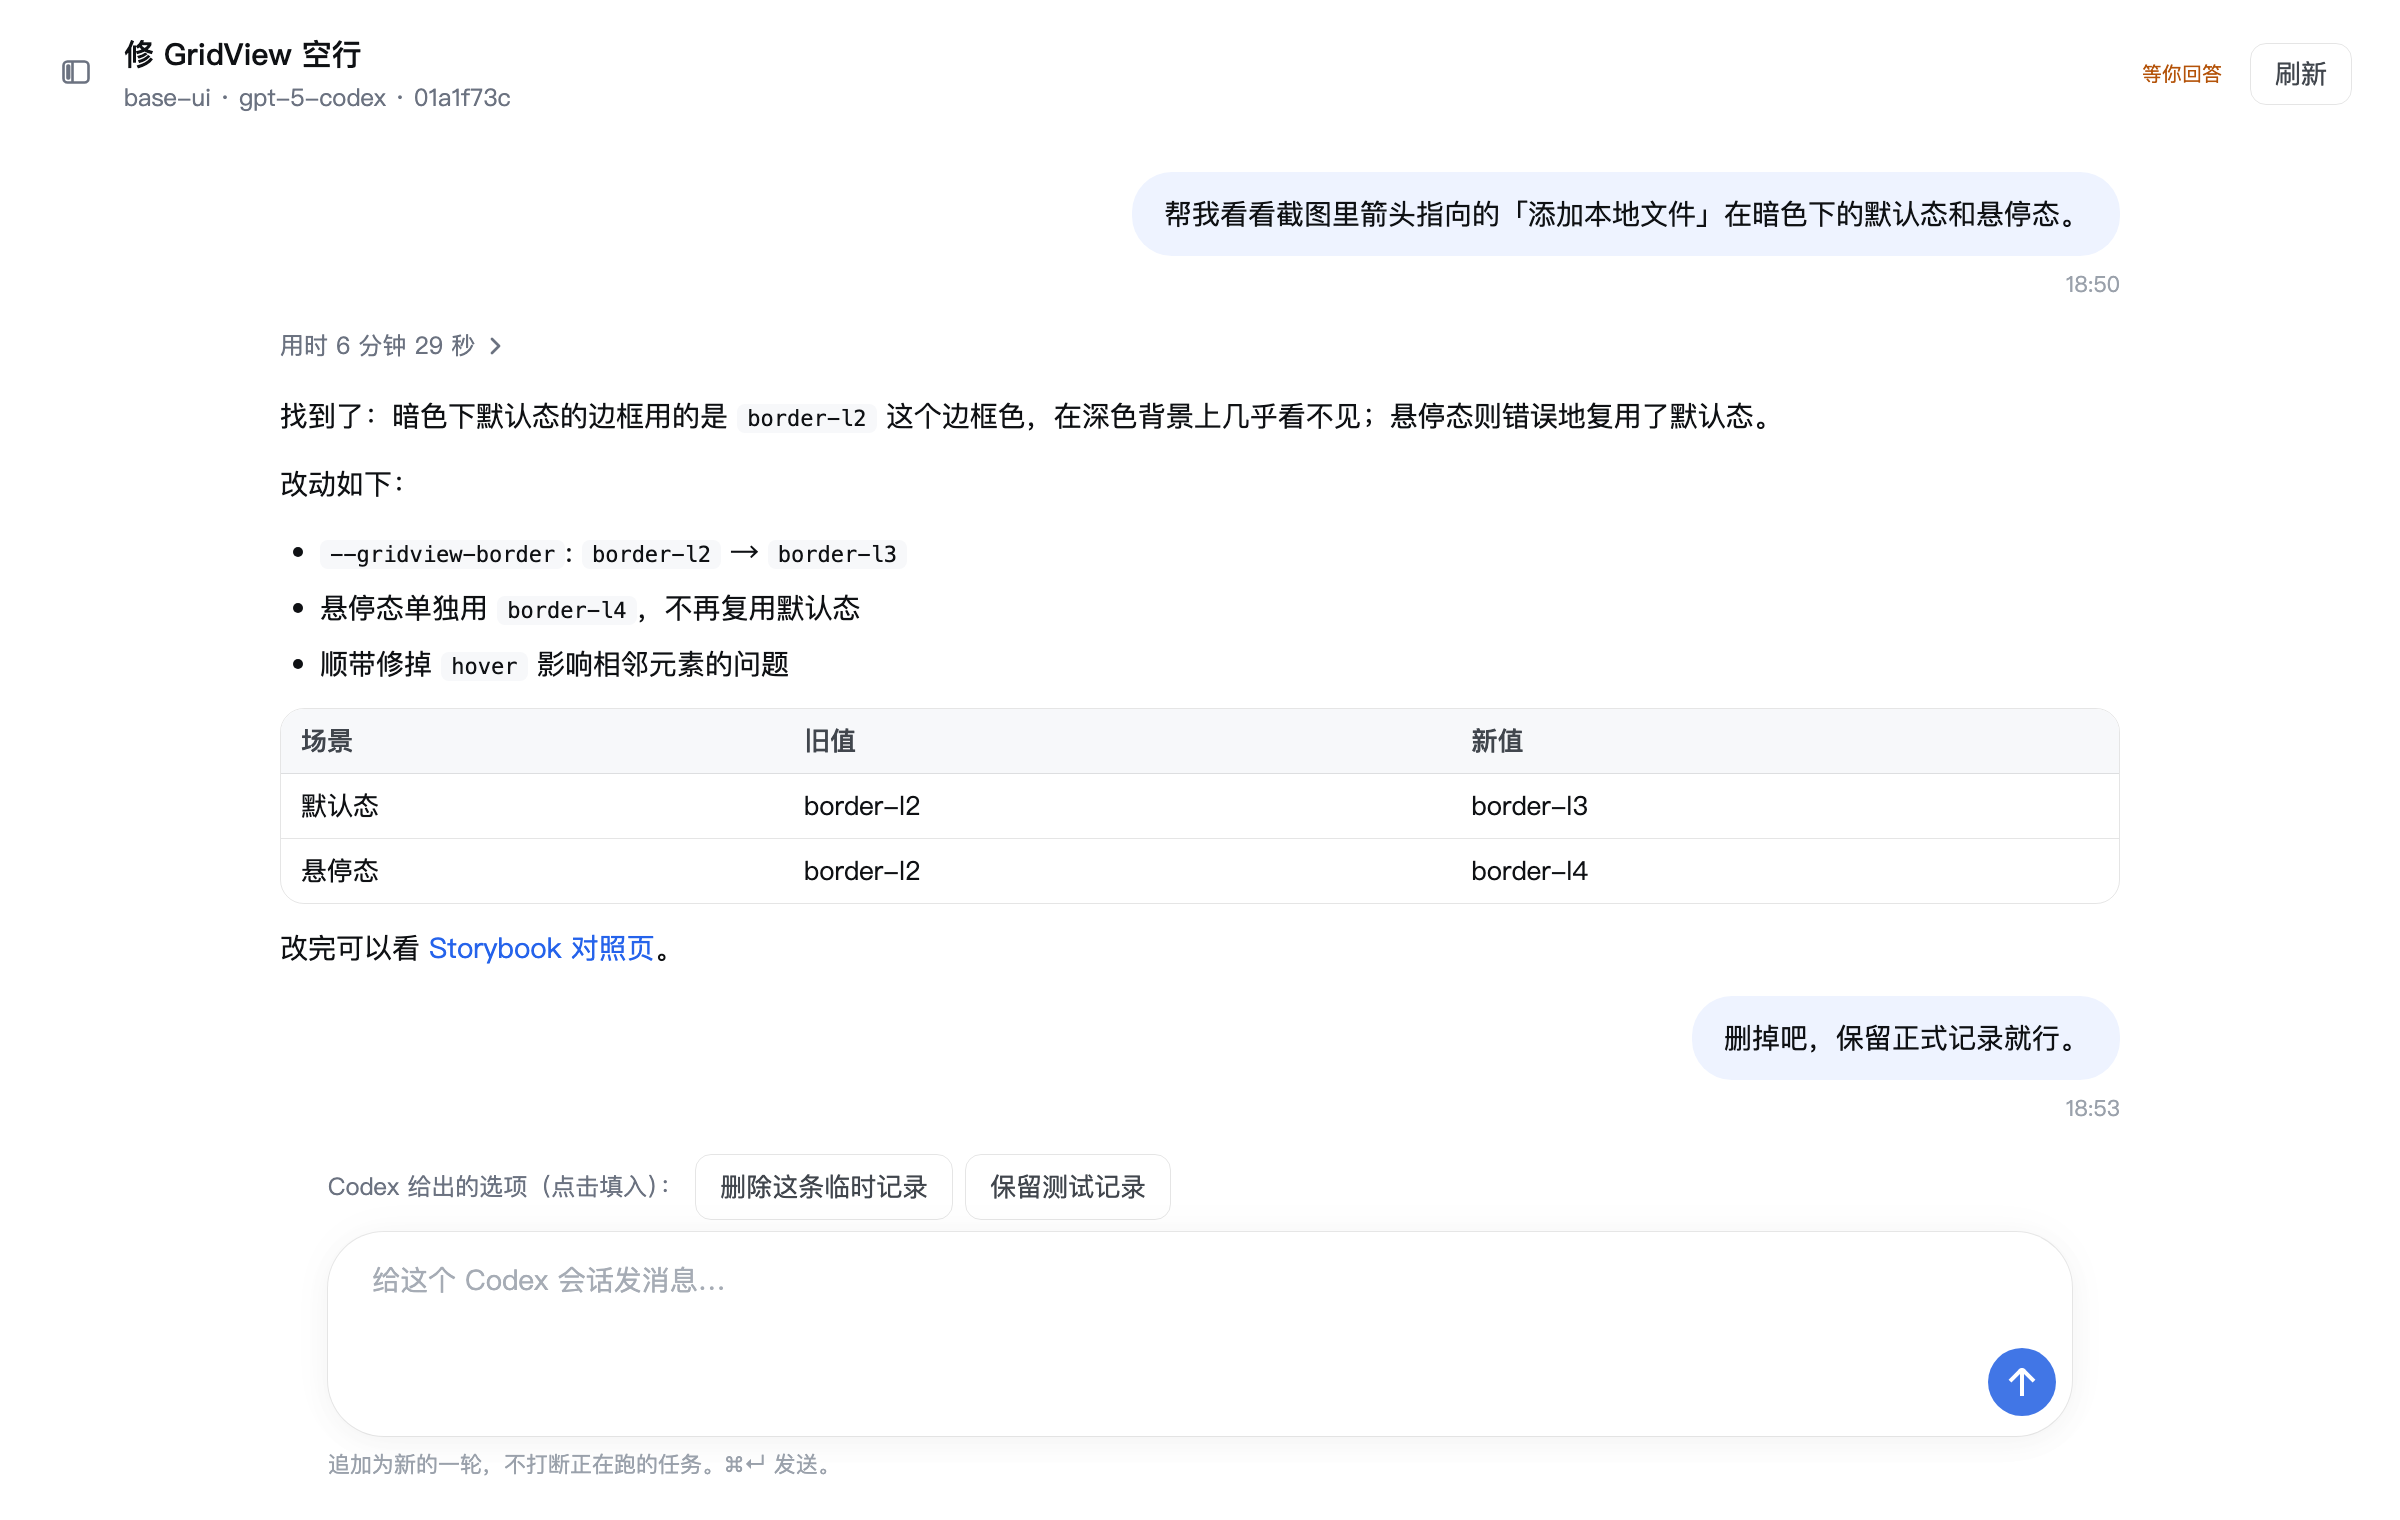 修 GridView 空行
base-ui · gpt-5-codex · 01a1f73c
等你回答
刷新
帮我看看截图里箭头指向的「添加本地文件」在暗色下的默认态和悬停态。
18:50
用时 6 分钟 29 秒
找到了：暗色下默认态的边框用的是 border-l2 这个边框色，在深色背景上几乎看不见；悬停态则错误地复用了默认态。
改动如下：
--gridview-border: border-l2 → border-l3
悬停态单独用 border-l4，不再复用默认态
顺带修掉 hover 影响相邻元素的问题
场景 旧值 新值
默认态 border-l2 border-l3
悬停态 border-l2 border-l4
改完可以看 Storybook 对照页。
删掉吧，保留正式记录就行。
18:53
Codex 给出的选项（点击填入）： 删除这条临时记录 保留测试记录
给这个 Codex 会话发消息…
追加为新的一轮，不打断正在跑的任务。⌘↵ 发送。